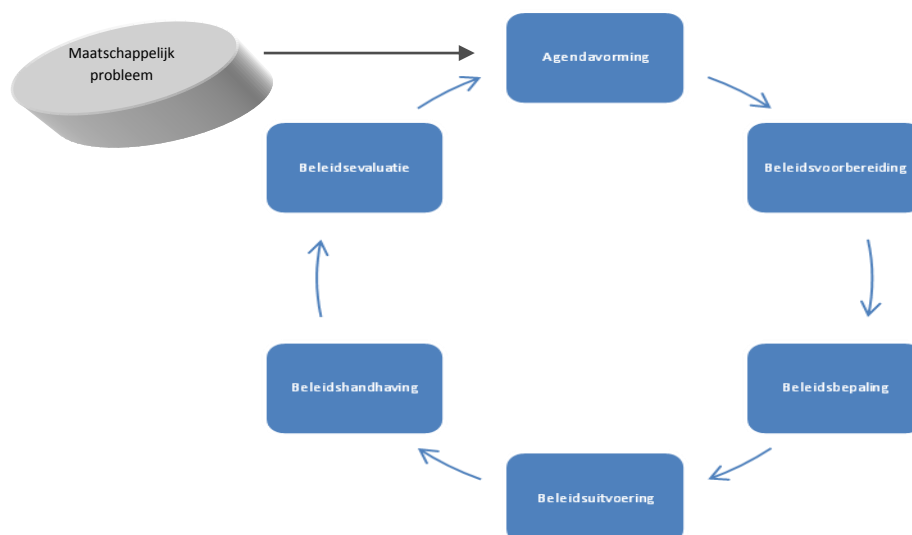 Maatschappelijk
probleem
Agendavorming
Beleidsvoorbereiding
Beleidsbepaling
Beleidsuitvoering
Beleidshandhaving
Beleidsevaluatie